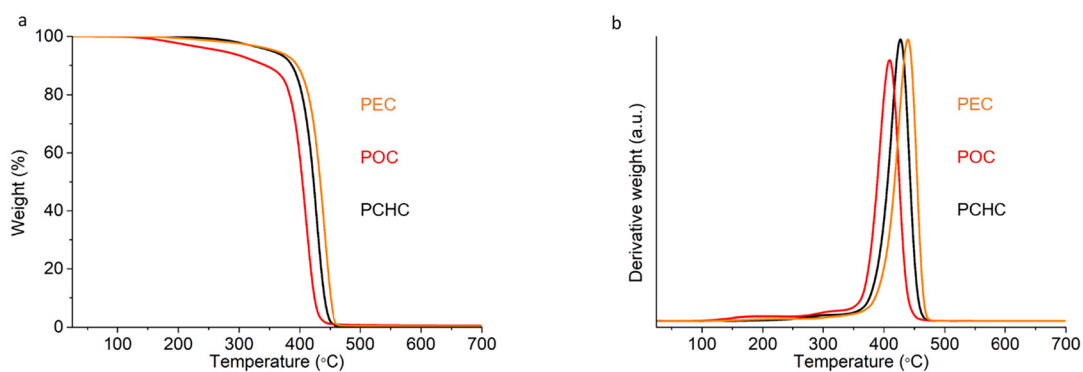 a
100
80
60
40
20
0
Weight (%)
PEC
POC
PCHC
100 200 300 400 500 600 700
Temperature (◦C)
b
Derivative weight (a.u.)
PEC
POC
PCHC
100 200 300 400 500 600 700
Temperature (◦C)